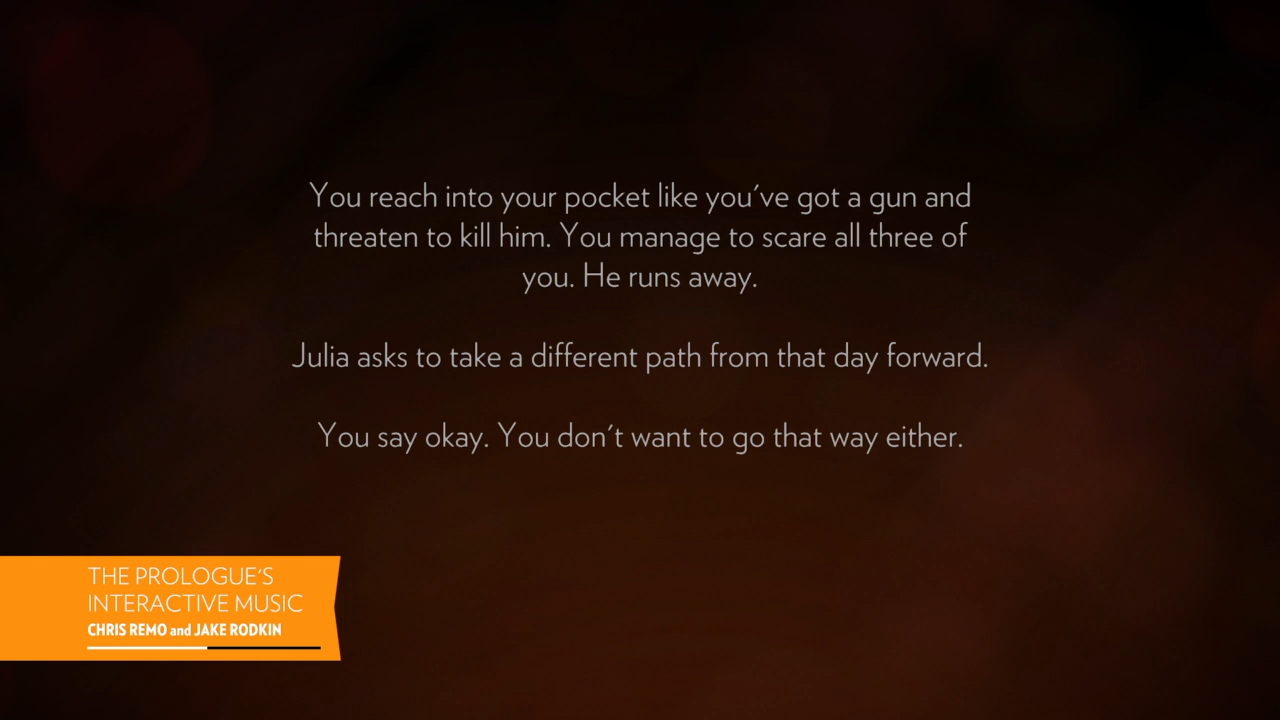 You reach into your pocket like you've got a gun and
threaten to kill him. You manage to scare all three of
you. He runs away.
Julia asks to take a different path from that day forward.
You say okay. You don't want to go that way either.
THE PROLOGUE'S
INTERACTIVE MUSIC
CHRIS REMO and JAKE RODKIN